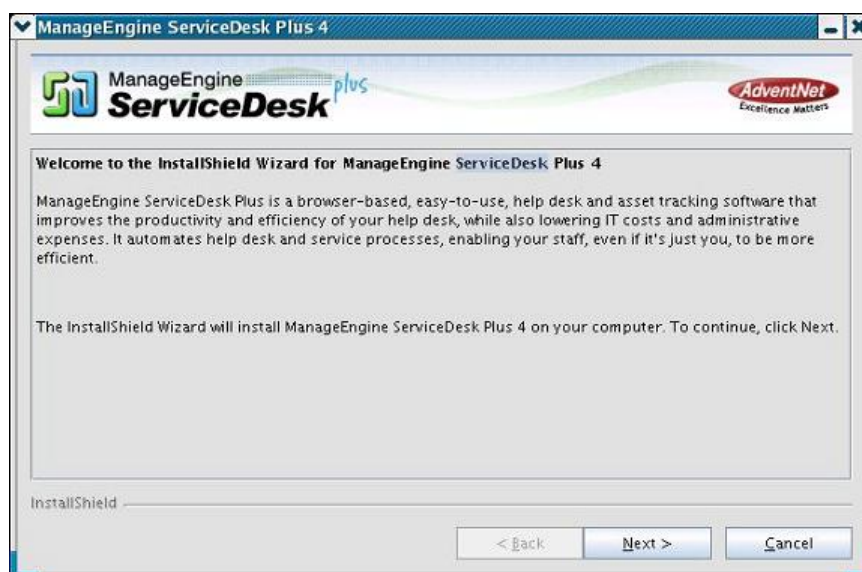 ManageEngine ServiceDesk Plus 4
ManageEngine
ServiceDesk plus
AdventNet
Excellence Matters
Welcome to the InstallShield Wizard for ManageEngine ServiceDesk Plus 4
ManageEngine ServiceDesk Plus is a browser-based, easy-to-use, help desk and asset tracking software that
improves the productivity and efficiency of your help desk, while also lowering IT costs and administrative
expenses. It automates help desk and service processes, enabling your staff, even if it's just you, to be more
efficient.
The InstallShield Wizard will install ManageEngine ServiceDesk Plus 4 on your computer. To continue, click Next.
InstallShield
< Back
Next >
Cancel